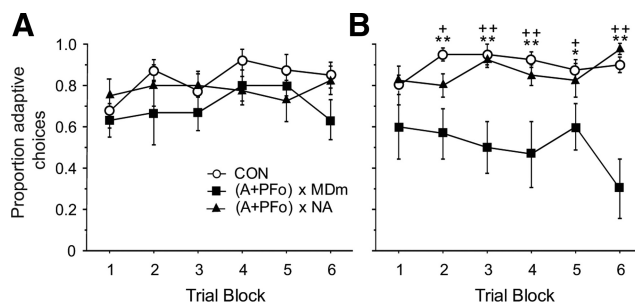 A
B
+ ++ ++ + ++
** ** ** * **
1.0
0.8
0.6
0.4
0.2
0
Proportion adaptive
choices
CON
(A+PFo) x MDm
(A+PFo) x NA
1 2 3 4 5 6
1 2 3 4 5 6
Trial Block
Trial Block